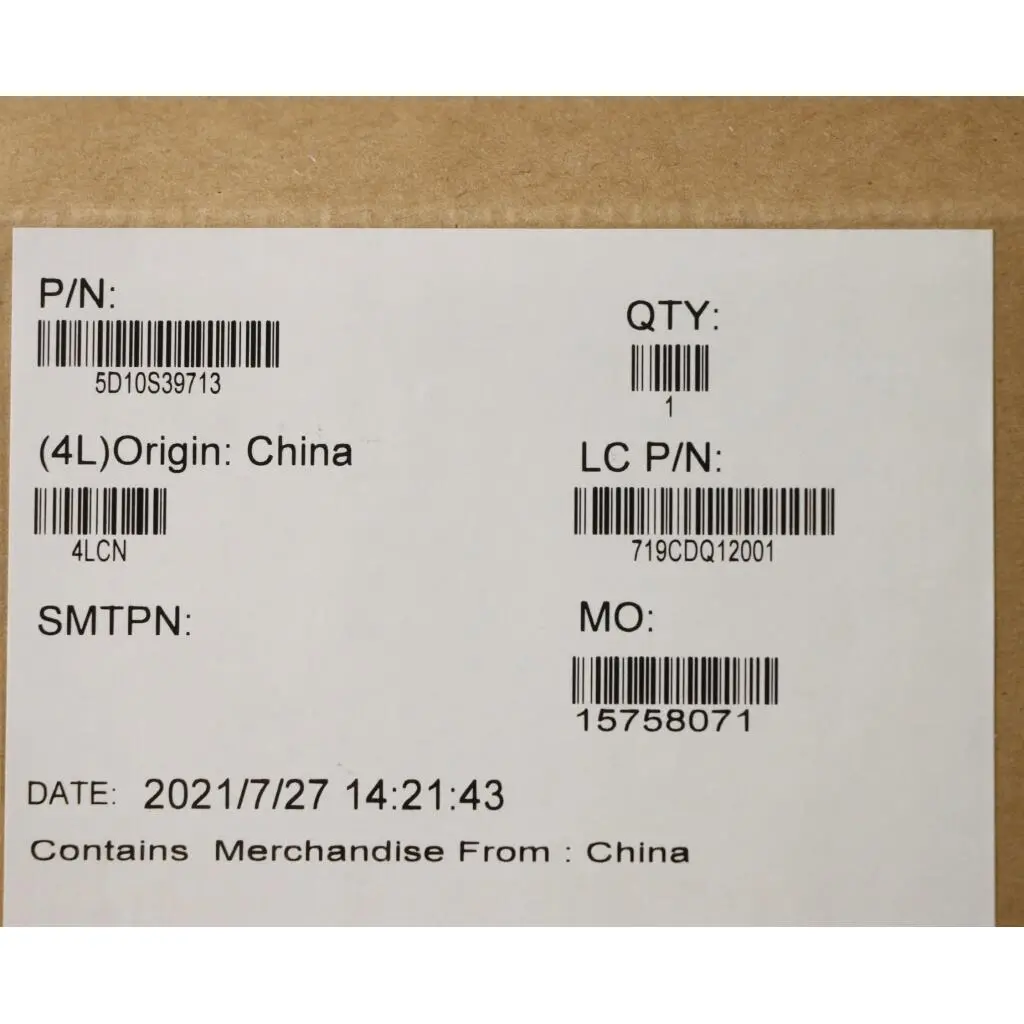 P/N:
5D10S39713
QTY:
1
(4L)Origin: China
4LCN
LC P/N:
719CDQ12001
SMTPN:
MO:
15758071
DATE: 2021/7/27 14:21:43
Contains Merchandise From : China